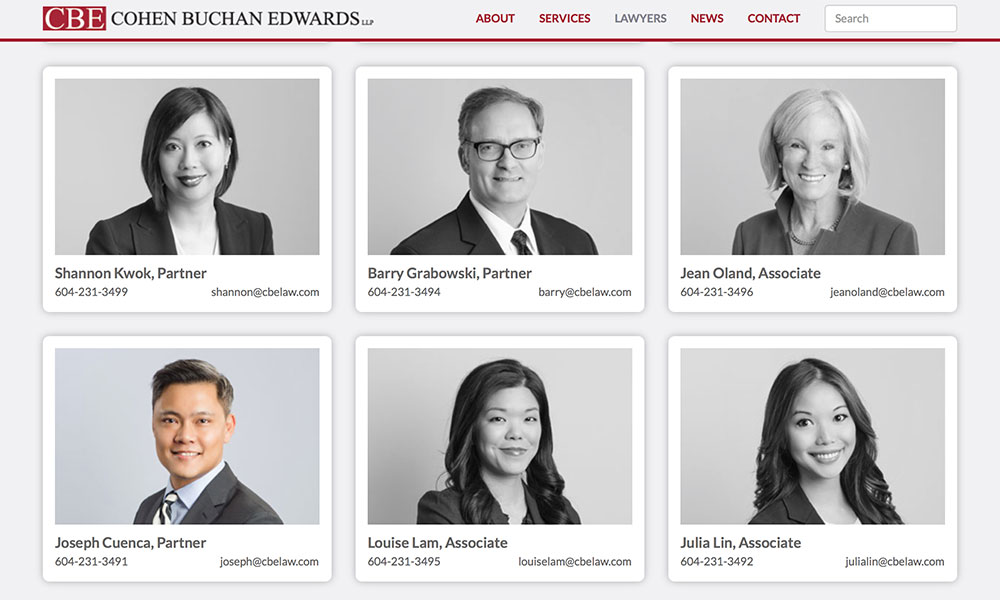 CBE COHEN BUCHAN EDWARDS LLP
ABOUT SERVICES LAWYERS NEWS CONTACT Search
Shannon Kwok, Partner
604-231-3499 shannon@cbelaw.com
Barry Grabowski, Partner
604-231-3494 barry@cbelaw.com
Jean Oland, Associate
604-231-3496 jeanoland@cbelaw.com
Joseph Cuenca, Partner
604-231-3491 joseph@cbelaw.com
Louise Lam, Associate
604-231-3495 louiselam@cbelaw.com
Julia Lin, Associate
604-231-3492 julialin@cbelaw.com